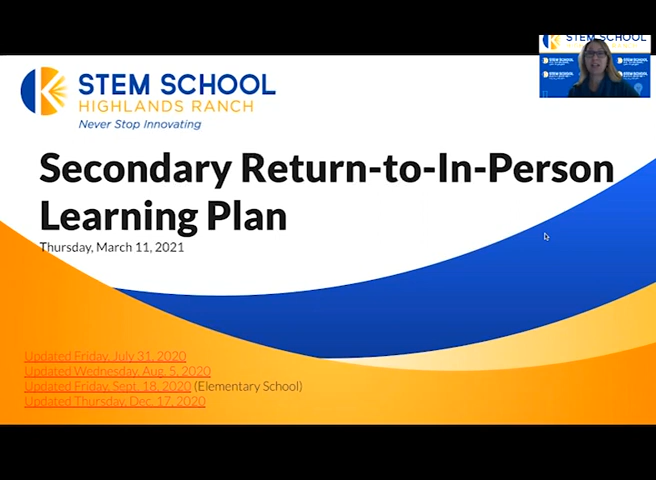 STEM SCHOOL
STEM SCHOOL
HIGHLANDS RANCH
Never Stop Innovating
Secondary Return-to-In-Person
Learning Plan
Thursday, March 11, 2021
Updated Friday, July 31, 2020
Updated Wednesday, Aug. 5, 2020
Updated Friday, Sept. 18, 2020 (Elementary School)
Updated Thursday, Dec. 17, 2020